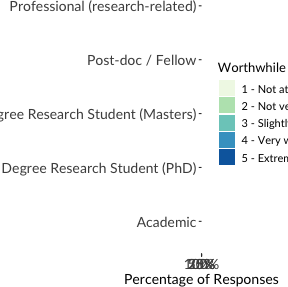 Professional (research-related)
Post-doc / Fellow
Worthwhile
1 - Not at
2 - Not ve
gree Research Student (Masters)
3 - Slightl
4 - Very w
5 - Extrem
Degree Research Student (PhD)
Academic
Percentage of Responses